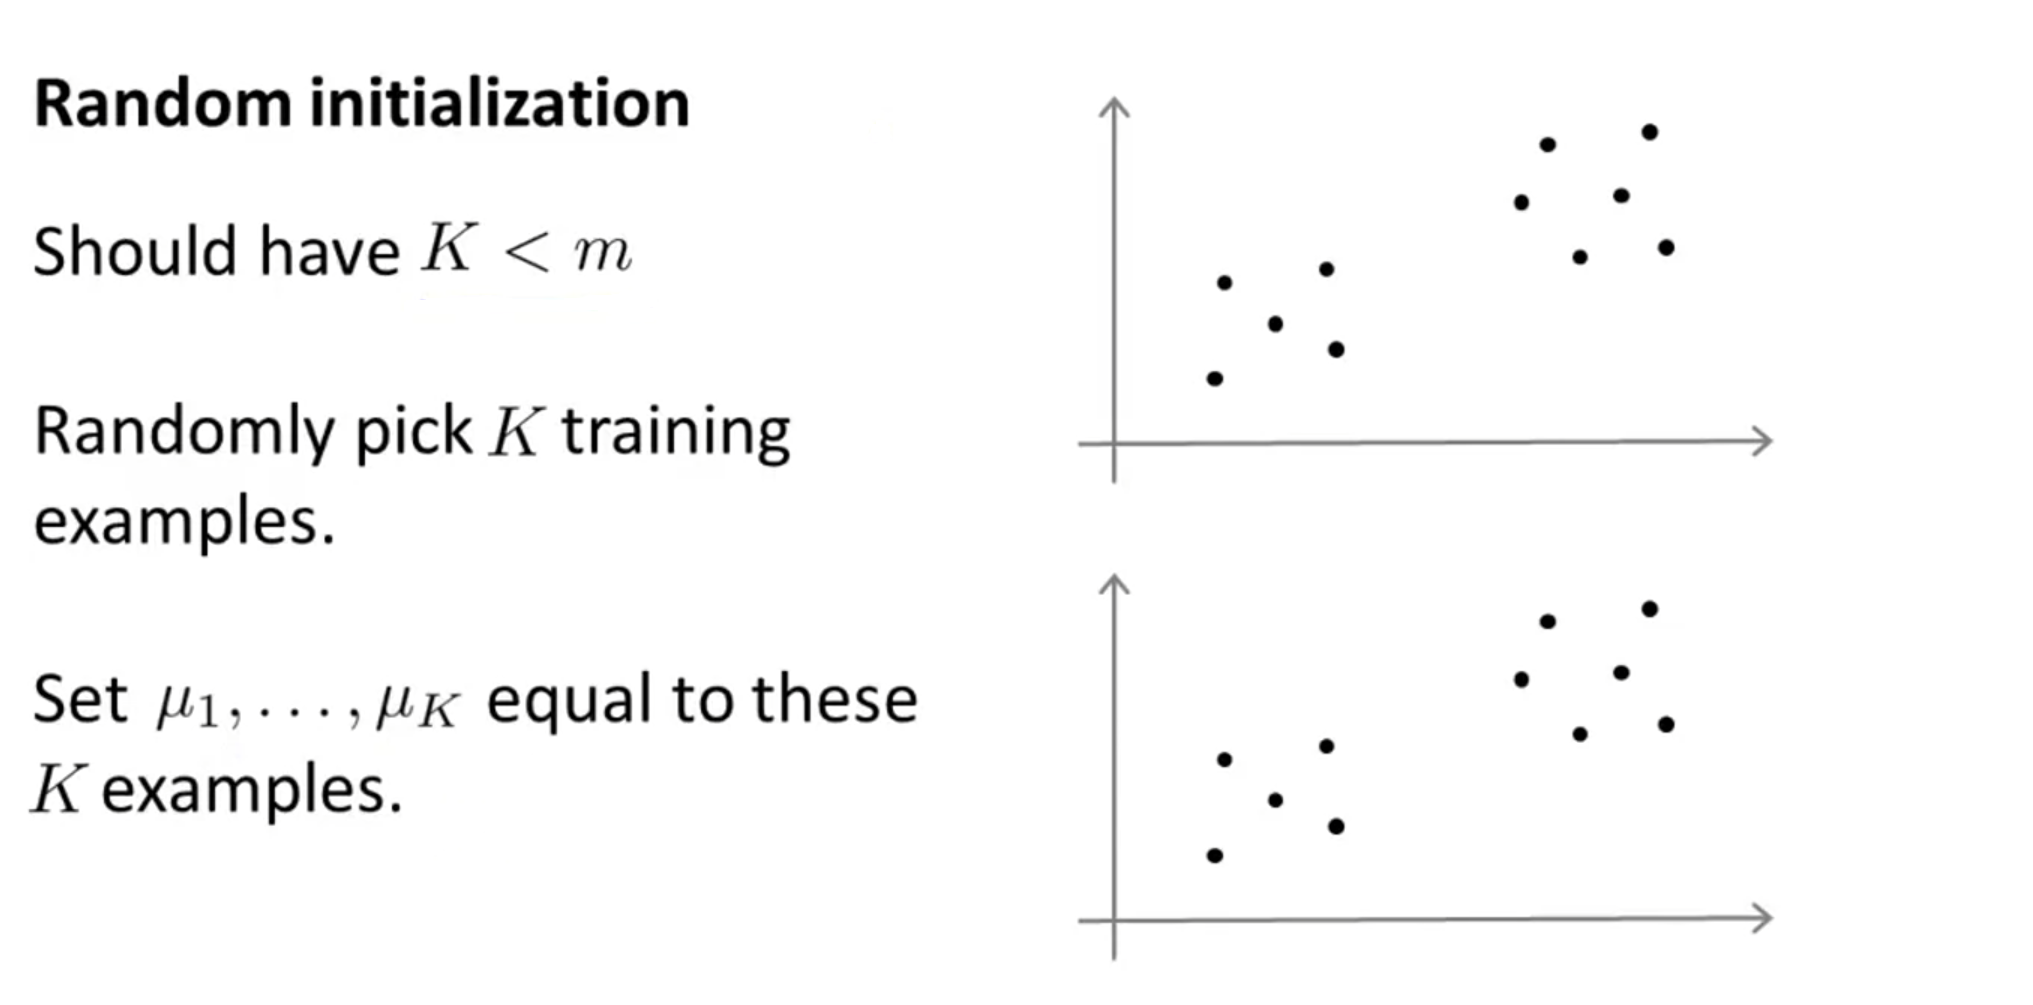 Random initialization
Should have K < m
Randomly pick K training
examples.
Set μ₁, . . . , μ_K equal to these
K examples.